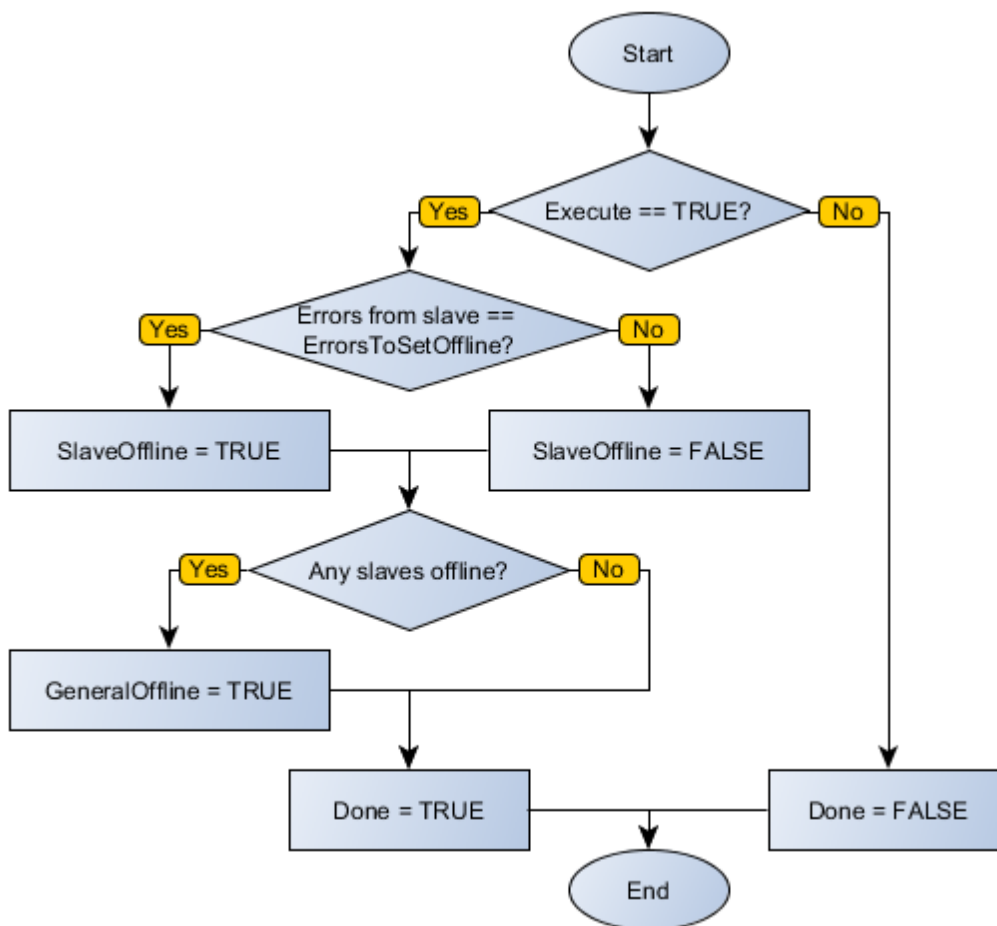 Start
Execute == TRUE?
Yes
No
Errors from slave ==
ErrorsToSetOffline?
Yes
No
SlaveOffline = TRUE
SlaveOffline = FALSE
Any slaves offline?
Yes
No
GeneralOffline = TRUE
Done = TRUE
Done = FALSE
End